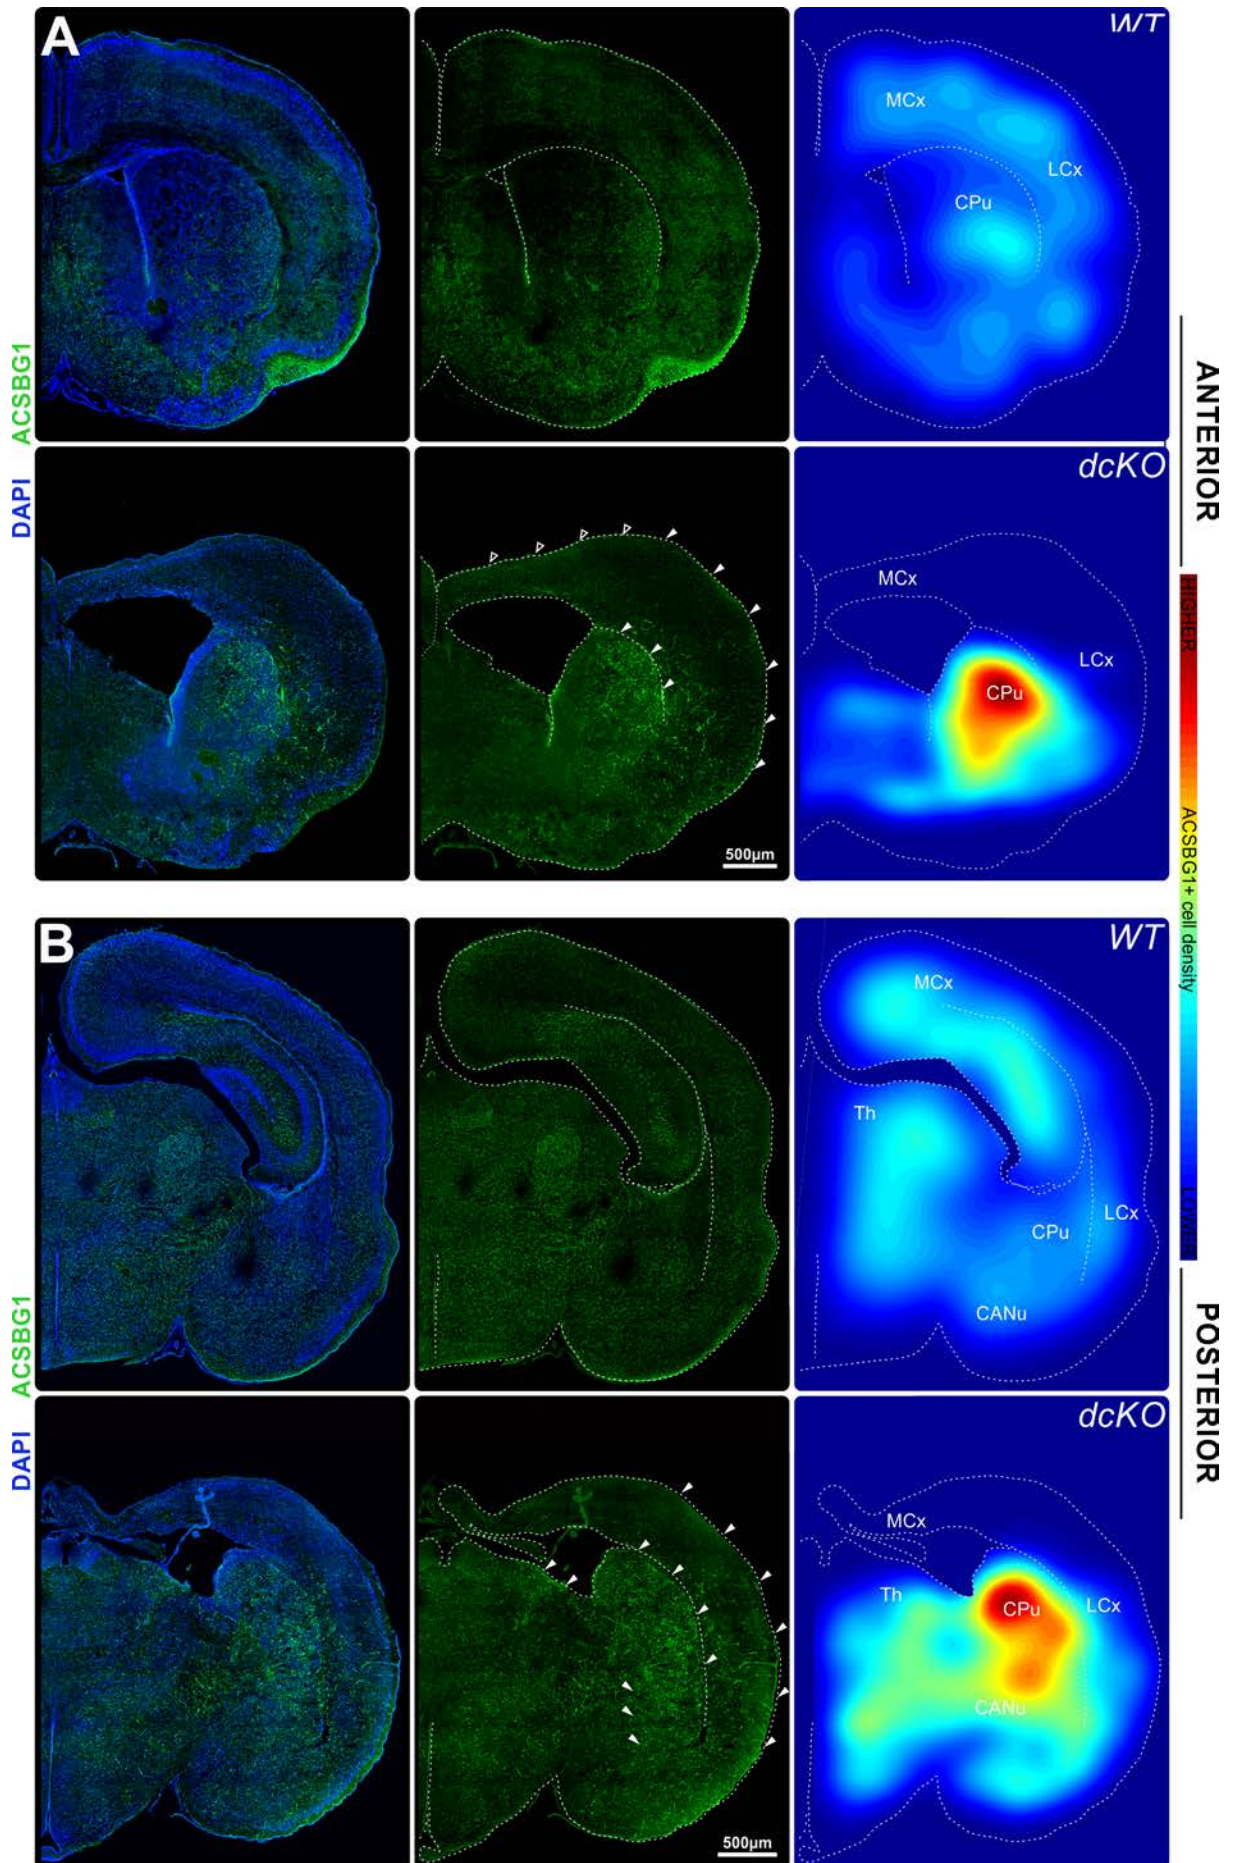 A
WT
MCx
LCx
CPu
ACSBG1
DAPI
ANTERIOR
dcKO
MCx
LCx
CPu
500µm
HIGHER
ACSBG1+ cell density
LOWER
B
WT
MCx
Th
LCx
CPu
CANu
ACSBG1
DAPI
POSTERIOR
dcKO
MCx
Th
LCx
CPu
CANu
500µm